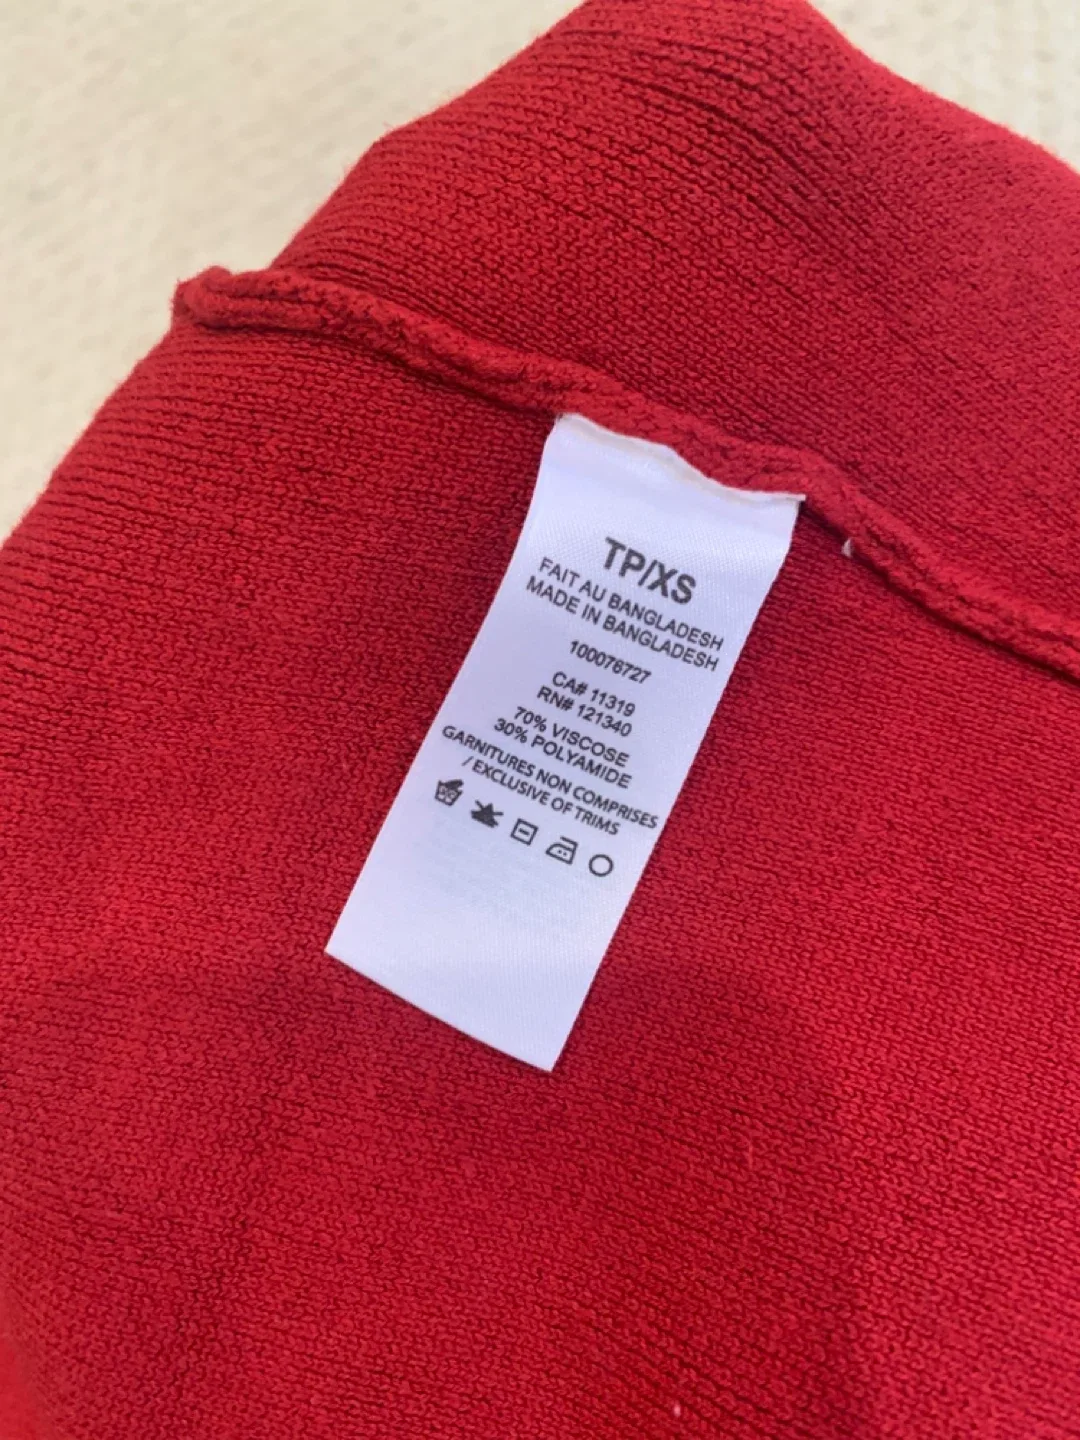 TP/XS
FAIT AU BANGLADESH
MADE IN BANGLADESH
100076727
CA# 11319
RN# 121340
70% VISCOSE
30% POLYAMIDE
GARNITURES NON COMPRISES
/ EXCLUSIVE OF TRIMS